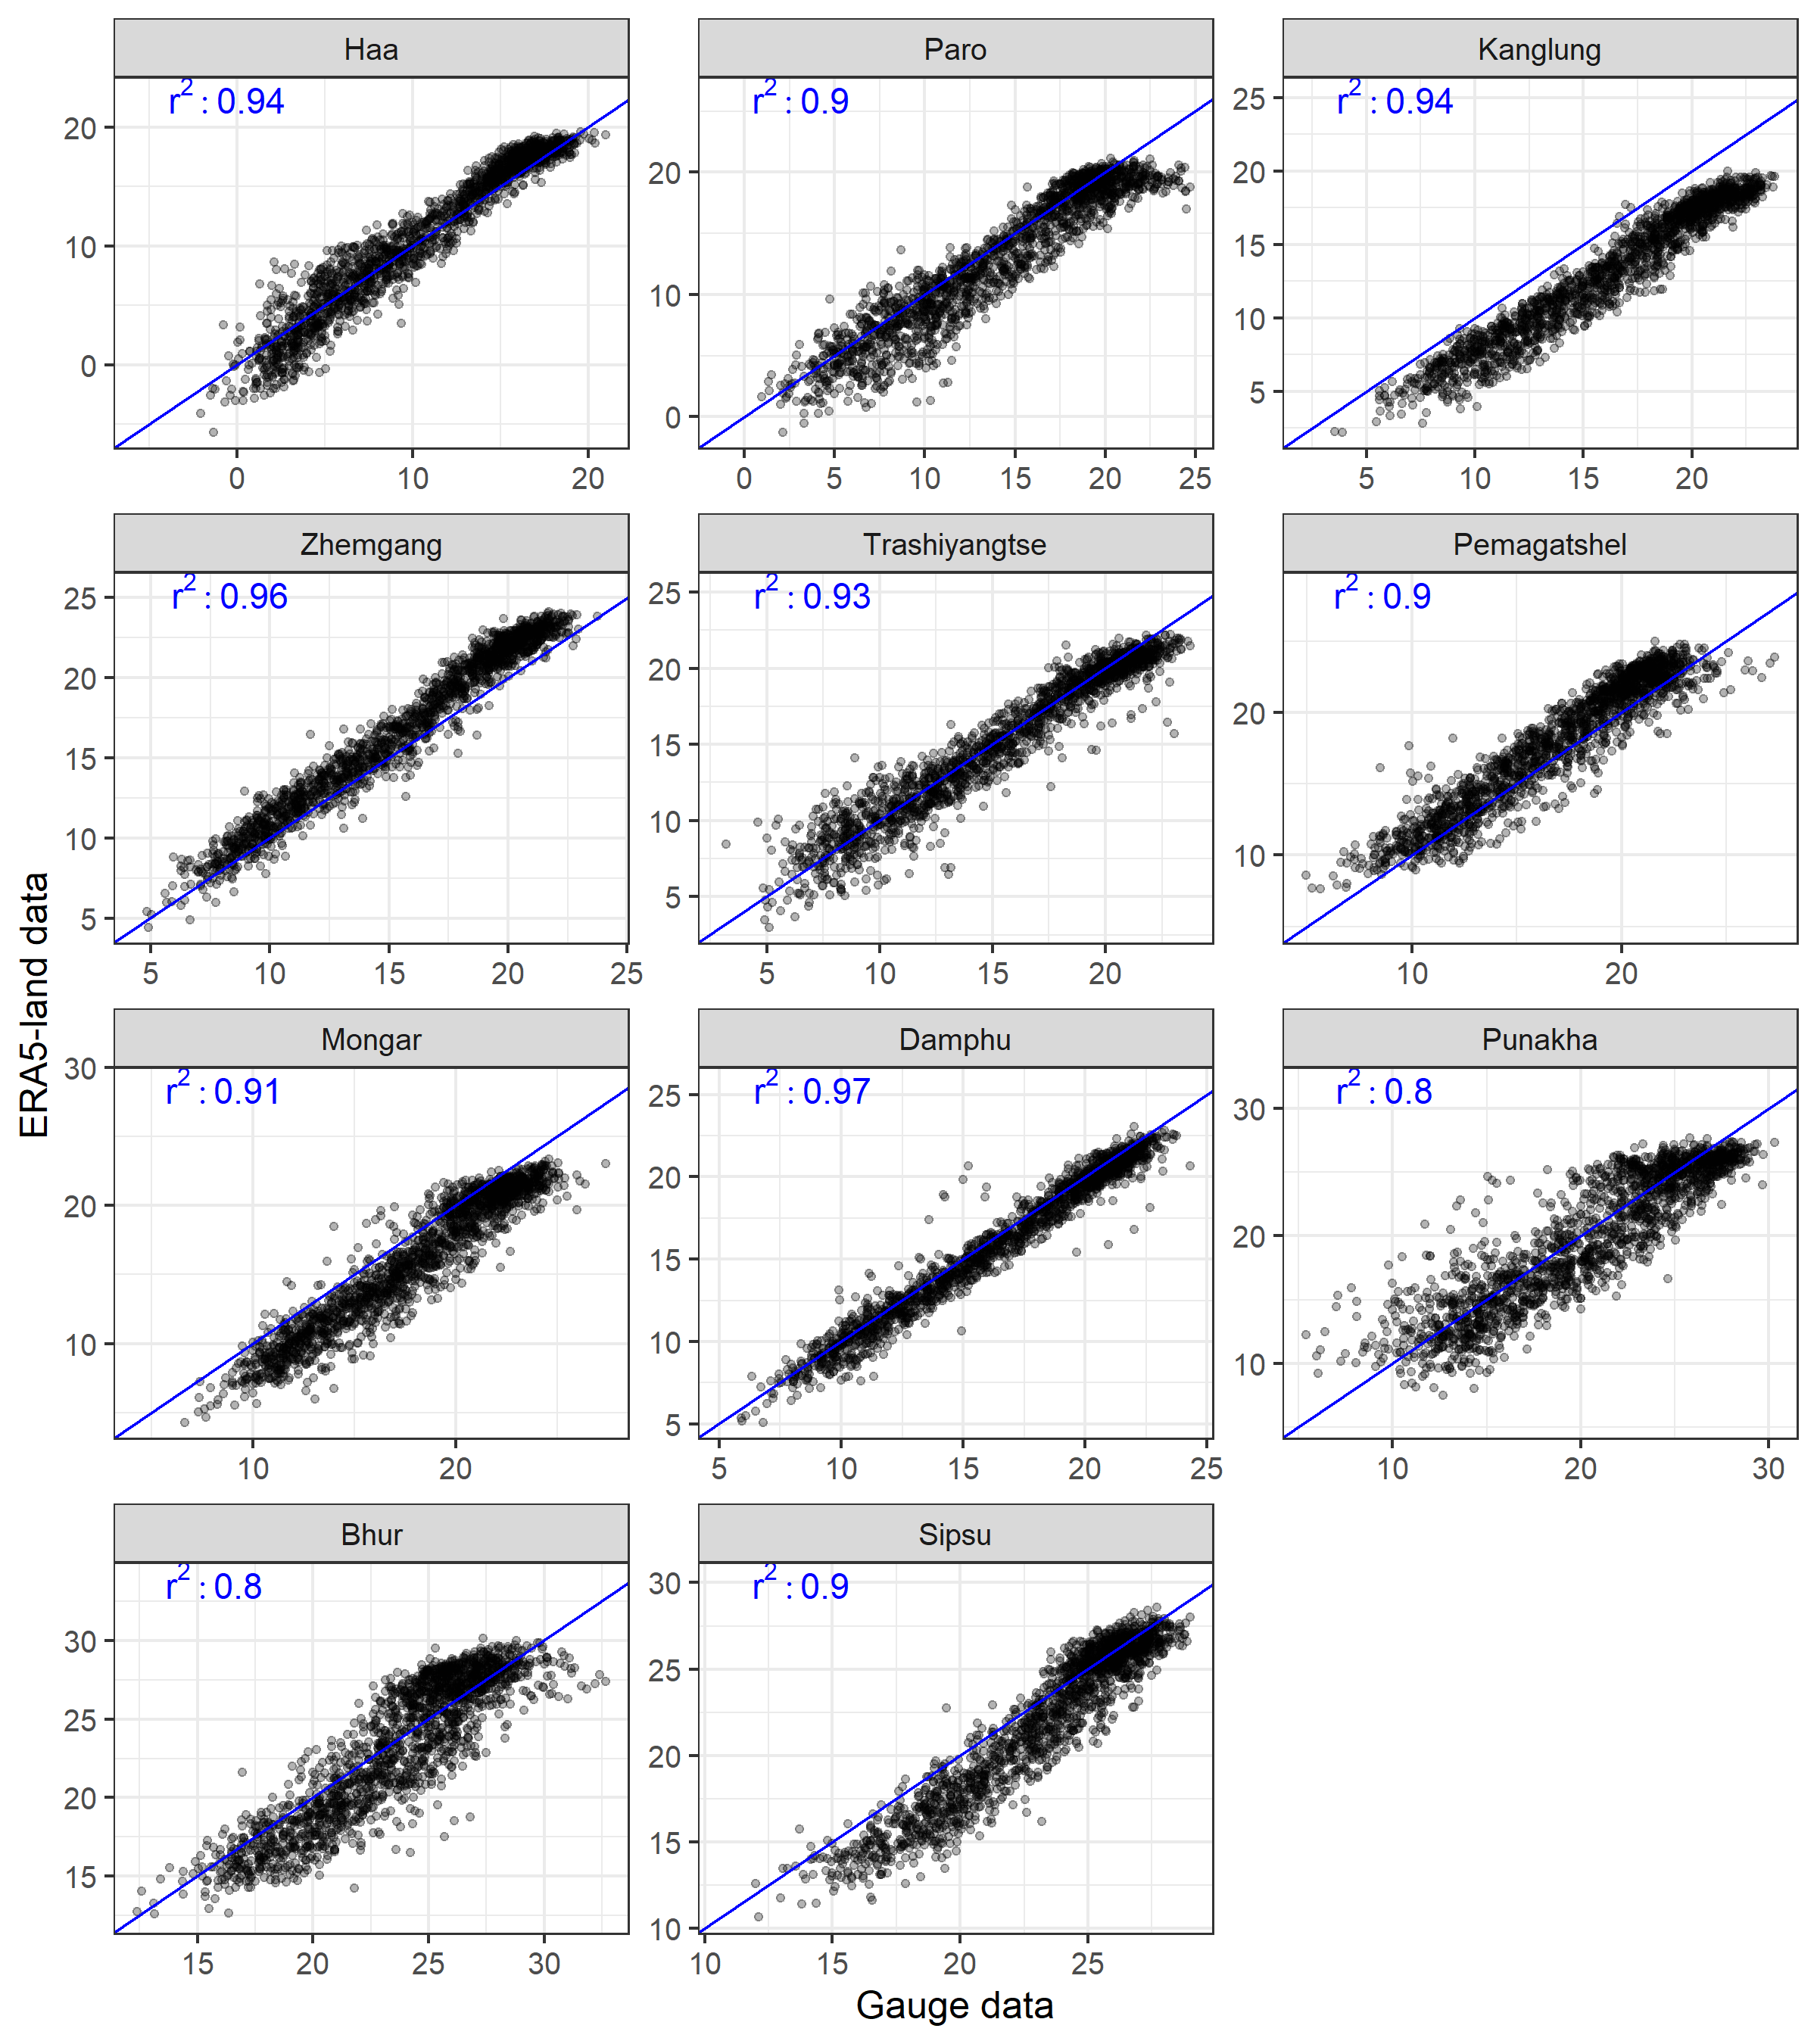 Haa
Paro
Kanglung
r²:0.94
r²:0.9
r²:0.94
20
10
0
20
10
0
25
20
15
10
5
0 10 20
0 5 10 15 20 25
5 10 15 20
Zhemgang
Trashiyangtse
Pemagatshel
r²:0.96
r²:0.93
r²:0.9
25
20
15
10
5
25
20
15
10
5
20
10
5 10 15 20 25
5 10 15 20
10 20
ERA5-land data
Mongar
Damphu
Punakha
r²:0.91
r²:0.97
r²:0.8
30
20
10
25
20
15
10
5
30
20
10
10 20
5 10 15 20 25
10 20 30
Bhur
Sipsu
r²:0.8
r²:0.9
30
25
20
15
30
25
20
15
10
15 20 25 30
10 15 20 25
Gauge data